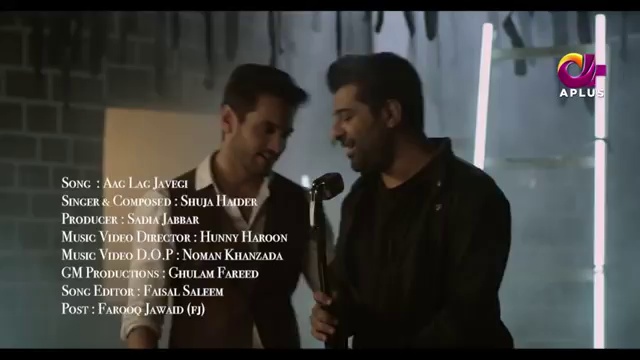 APLUS
Song : Aag Lag Javegi
Singer & Composed : Shuja Haider
Producer : Sadia Jabbar
Music Video Director : Hunny Haroon
Music Video D.O.P : Noman Khanzada
GM Productions : Ghulam Fareed
Song Editor : Faisal Saleem
Post : Farooq Jawaid (fj)